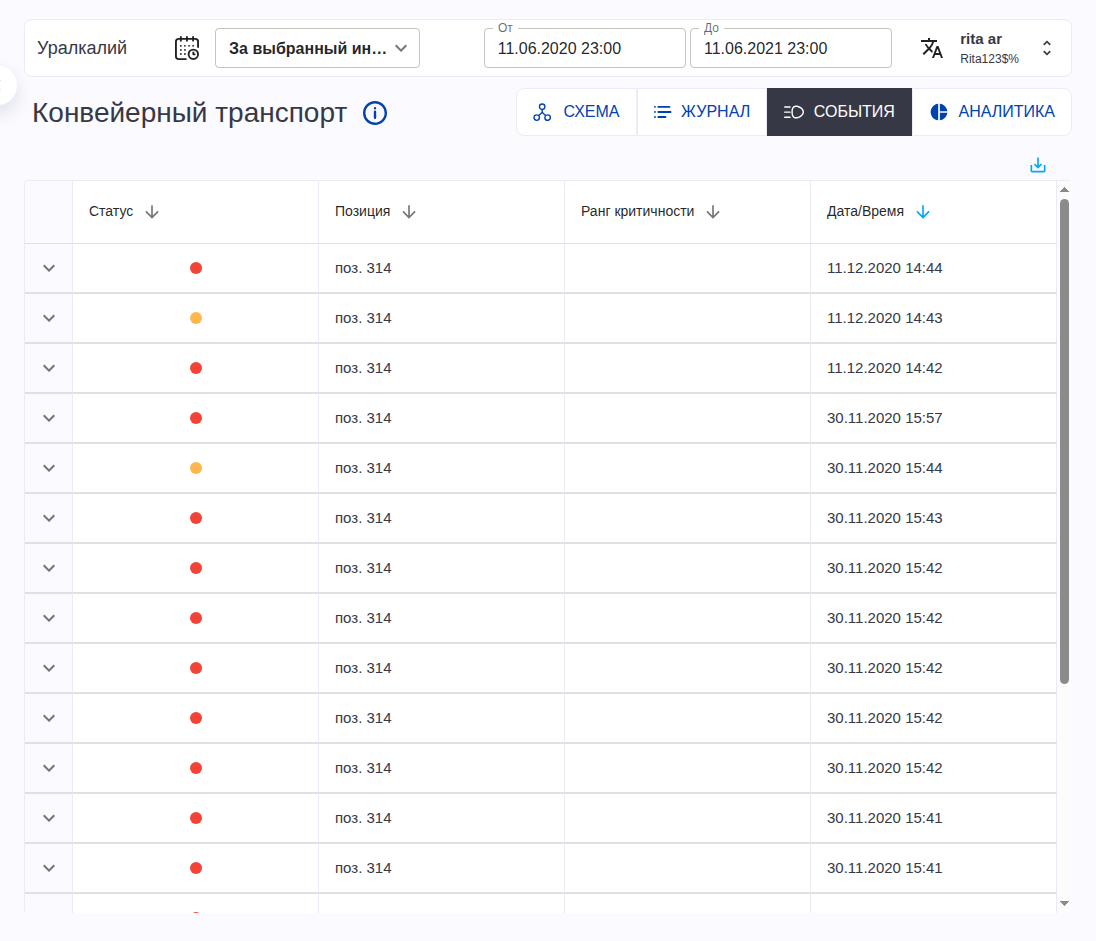 Уралкалий
За выбранный ин...
От
11.06.2020 23:00
До
11.06.2021 23:00
rita ar
Rita123$%
Конвейерный транспорт
СХЕМА
ЖУРНАЛ
СОБЫТИЯ
АНАЛИТИКА
Статус Позиция Ранг критичности Дата/Время
поз. 314 11.12.2020 14:44
поз. 314 11.12.2020 14:43
поз. 314 11.12.2020 14:42
поз. 314 30.11.2020 15:57
поз. 314 30.11.2020 15:44
поз. 314 30.11.2020 15:43
поз. 314 30.11.2020 15:42
поз. 314 30.11.2020 15:42
поз. 314 30.11.2020 15:42
поз. 314 30.11.2020 15:42
поз. 314 30.11.2020 15:42
поз. 314 30.11.2020 15:41
поз. 314 30.11.2020 15:41